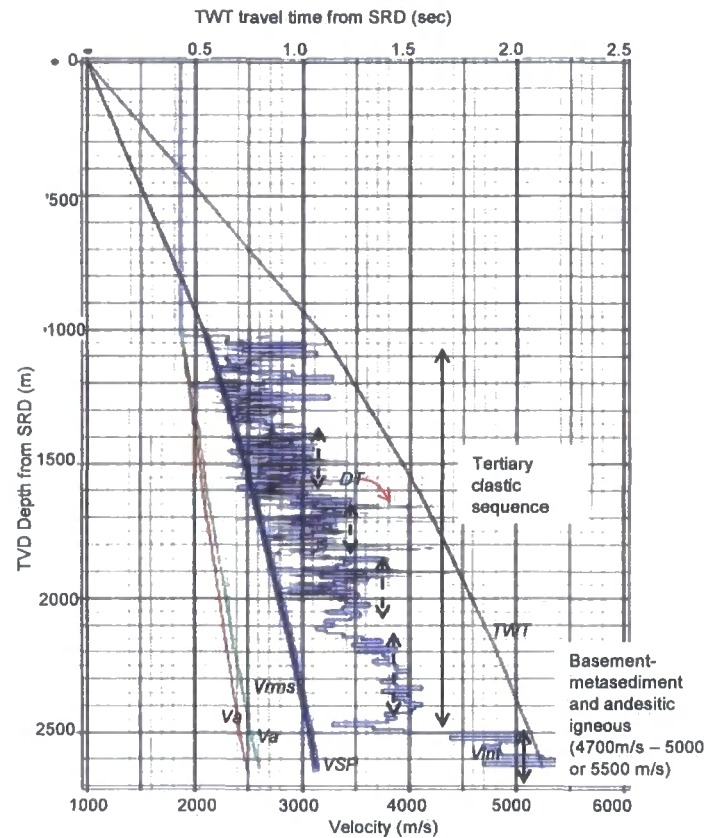 TWT travel time from SRD (sec)
0.5 1.0 1.5 2.0 2.5
0
500
1000
1500
2000
2500
TVD Depth from SRD (m)
DT
Tertiary
clastic
sequence
TWT
Basement-
metasediment
and andesitic
igneous
(4700m/s – 5000
or 5500 m/s)
Vrms
Va
Va
VSP
Vint
1000 2000 3000 4000 5000 6000
Velocity (m/s)